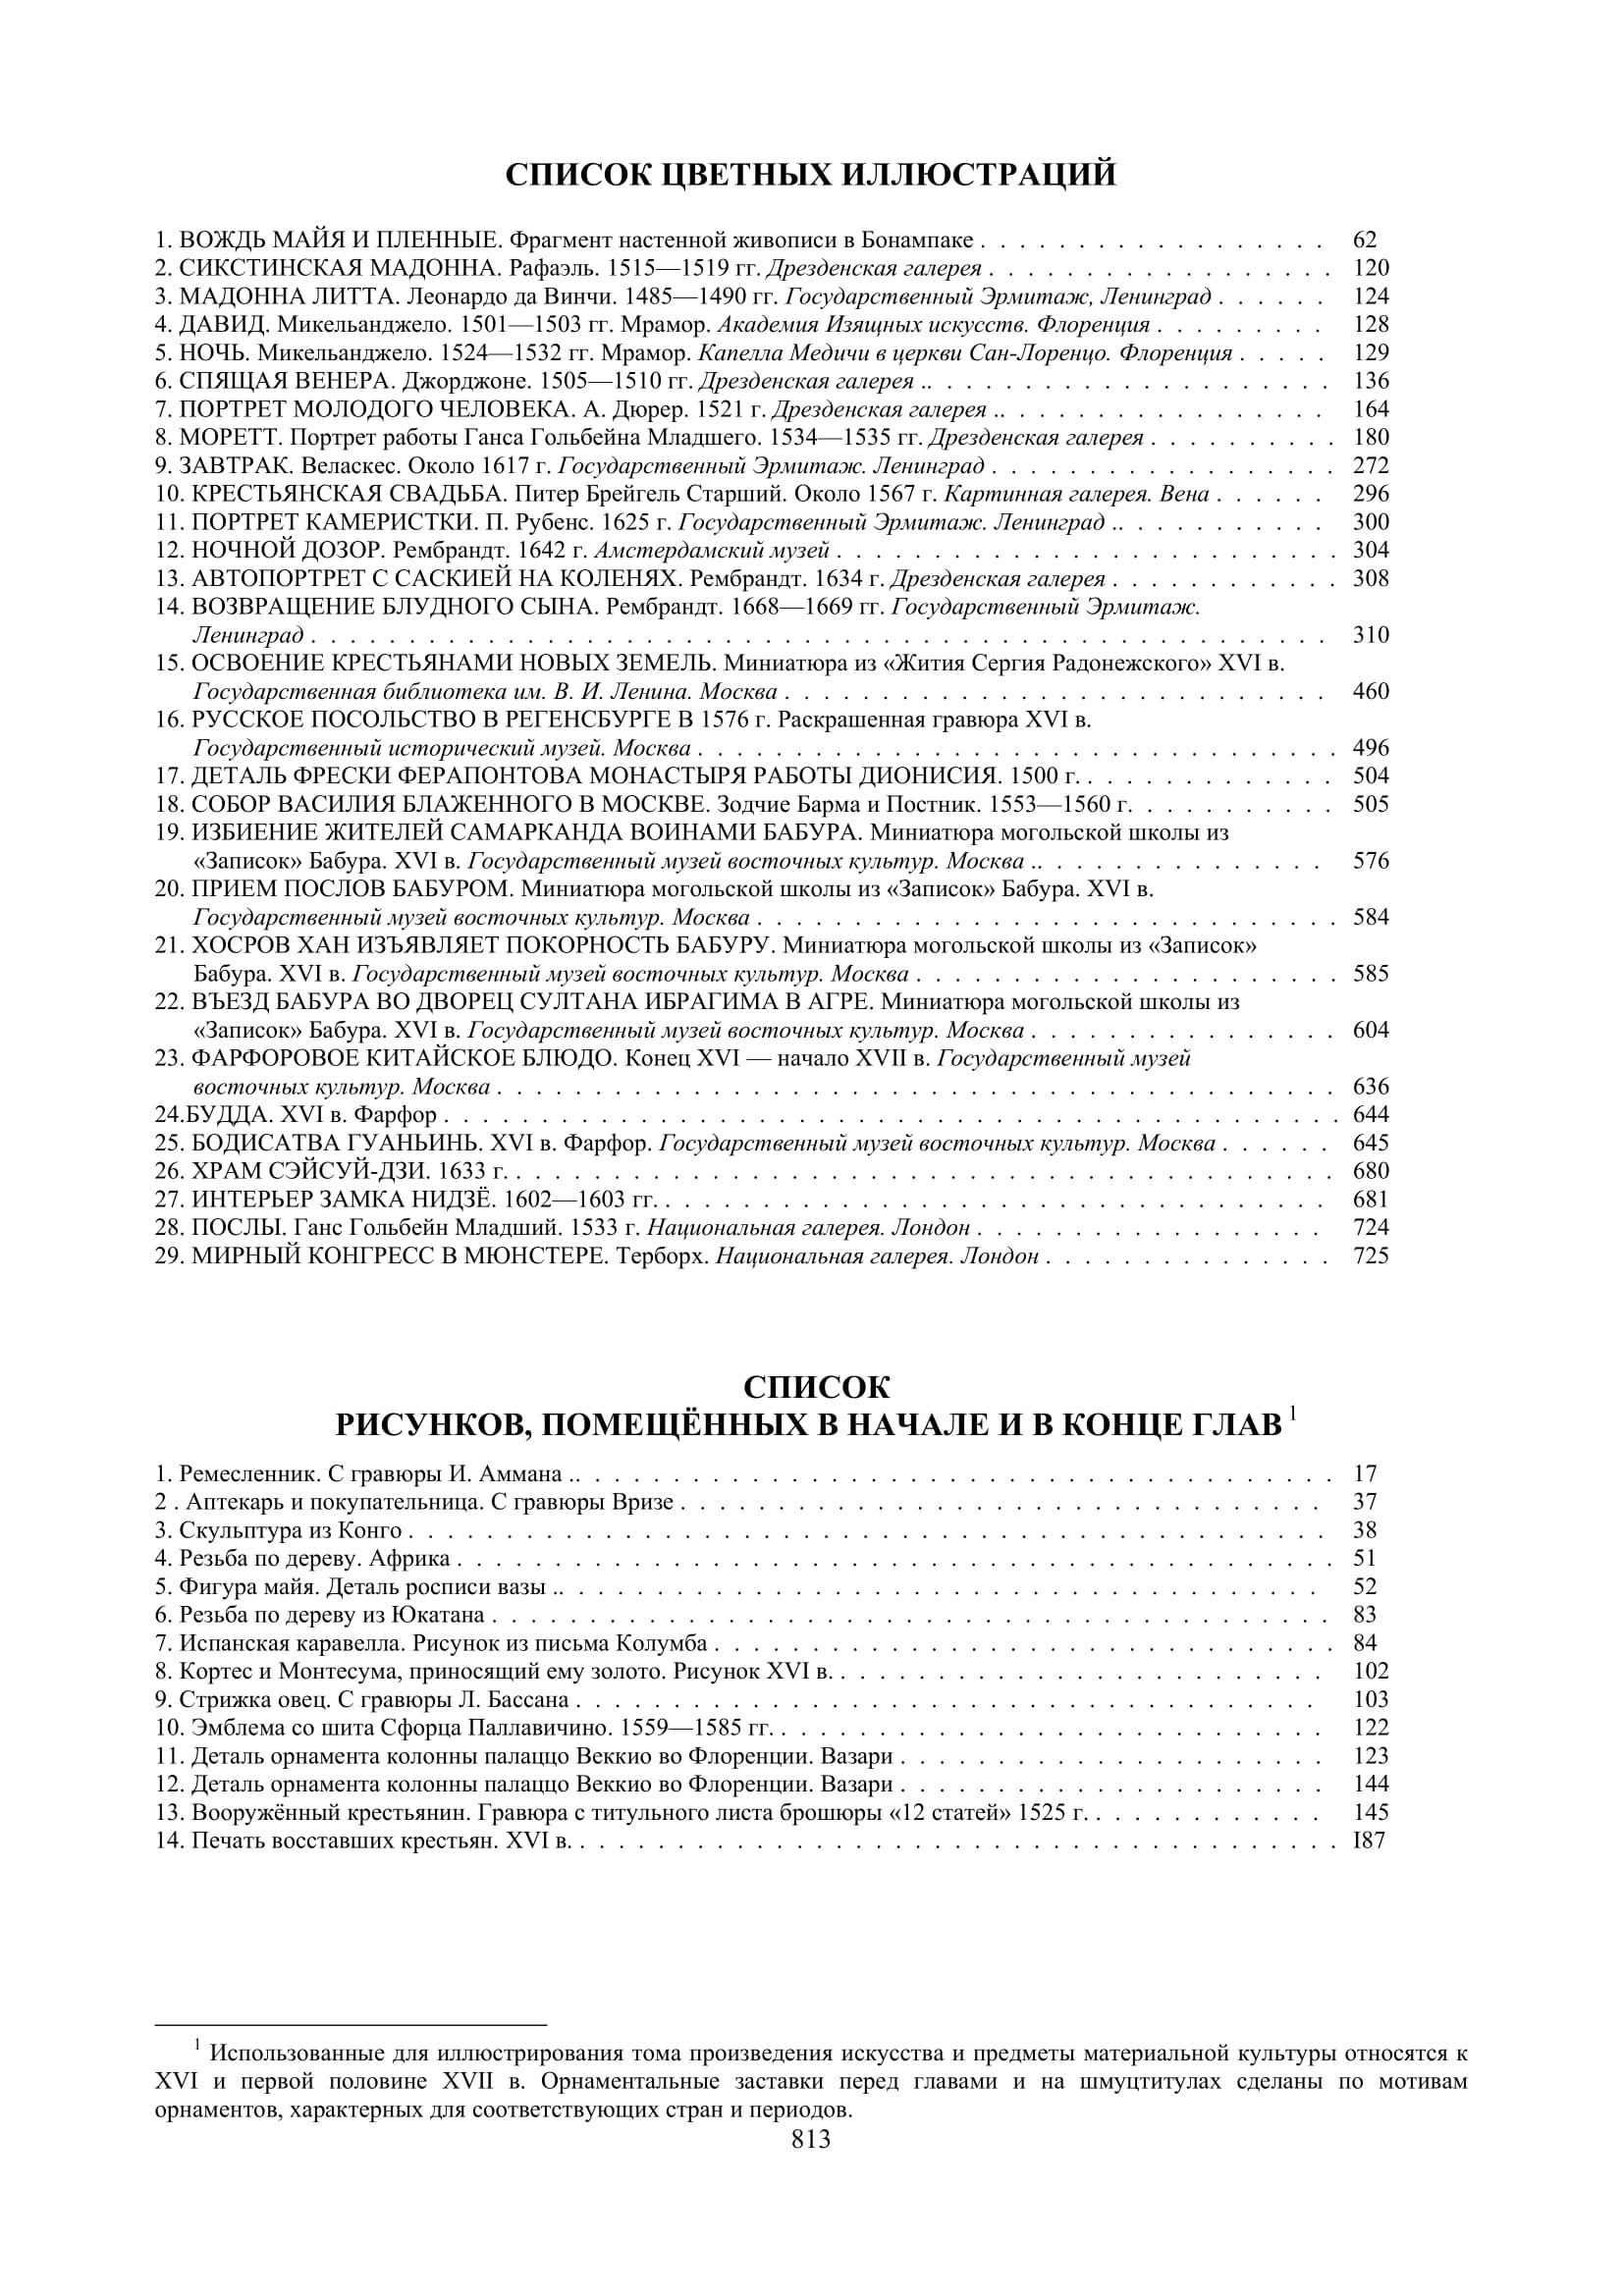 СПИСОК ЦВЕТНЫХ ИЛЛЮСТРАЦИЙ
1. ВОЖДЬ МАЙЯ И ПЛЕННЫЕ. Фрагмент настенной живописи в Бонампаке . . . . . . . . . . . . . . . . . . 62
2. СИКСТИНСКАЯ МАДОННА. Рафаэль. 1515—1519 гг. Дрезденская галерея . . . . . . . . . . . . . . . . . . 120
3. МАДОННА ЛИТТА. Леонардо да Винчи. 1485—1490 гг. Государственный Эрмитаж, Ленинград . . . . . . 124
4. ДАВИД. Микельанджело. 1501—1503 гг. Мрамор. Академия Изящных искусств. Флоренция . . . . . . . . . 128
5. НОЧЬ. Микельанджело. 1524—1532 гг. Мрамор. Капелла Медичи в церкви Сан-Лоренцо. Флоренция . . . . . 129
6. СПЯЩАЯ ВЕНЕРА. Джорджоне. 1505—1510 гг. Дрезденская галерея .. . . . . . . . . . . . . . . . . . . . . 136
7. ПОРТРЕТ МОЛОДОГО ЧЕЛОВЕКА. А. Дюрер. 1521 г. Дрезденская галерея .. . . . . . . . . . . . . . . . . 164
8. МОРЕТТ. Портрет работы Ганса Гольбейна Младшего. 1534—1535 гг. Дрезденская галерея . . . . . . . . . . 180
9. ЗАВТРАК. Веласкес. Около 1617 г. Государственный Эрмитаж. Ленинград . . . . . . . . . . . . . . . . . . 272
10. КРЕСТЬЯНСКАЯ СВАДЬБА. Питер Брейгель Старший. Около 1567 г. Картинная галерея. Вена . . . . . . 296
11. ПОРТРЕТ КАМЕРИСТКИ. П. Рубенс. 1625 г. Государственный Эрмитаж. Ленинград .. . . . . . . . . . . 300
12. НОЧНОЙ ДОЗОР. Рембрандт. 1642 г. Амстердамский музей . . . . . . . . . . . . . . . . . . . . . . . . . . 304
13. АВТОПОРТРЕТ С САСКИЕЙ НА КОЛЕНЯХ. Рембрандт. 1634 г. Дрезденская галерея . . . . . . . . . . . . 308
14. ВОЗВРАЩЕНИЕ БЛУДНОГО СЫНА. Рембрандт. 1668—1669 гг. Государственный Эрмитаж.
Ленинград . . . . . . . . . . . . . . . . . . . . . . . . . . . . . . . . . . . . . . . . . . . . . . . . . . . . 310
15. ОСВОЕНИЕ КРЕСТЬЯНАМИ НОВЫХ ЗЕМЕЛЬ. Миниатюра из «Жития Сергия Радонежского» XVI в.
Государственная библиотека им. В. И. Ленина. Москва . . . . . . . . . . . . . . . . . . . . . . . . . . . . 460
16. РУССКОЕ ПОСОЛЬСТВО В РЕГЕНСБУРГЕ В 1576 г. Раскрашенная гравюра XVI в.
Государственный исторический музей. Москва . . . . . . . . . . . . . . . . . . . . . . . . . . . . . . . . . 496
17. ДЕТАЛЬ ФРЕСКИ ФЕРАПОНТОВА МОНАСТЫРЯ РАБОТЫ ДИОНИСИЯ. 1500 г. . . . . . . . . . . . . . 504
18. СОБОР ВАСИЛИЯ БЛАЖЕННОГО В МОСКВЕ. Зодчие Барма и Постник. 1553—1560 г. . . . . . . . . . . 505
19. ИЗБИЕНИЕ ЖИТЕЛЕЙ САМАРКАНДА ВОИНАМИ БАБУРА. Миниатюра могольской школы из
«Записок» Бабура. XVI в. Государственный музей восточных культур. Москва .. . . . . . . . . . . . . . . 576
20. ПРИЕМ ПОСЛОВ БАБУРОМ. Миниатюра могольской школы из «Записок» Бабура. XVI в.
Государственный музей восточных культур. Москва . . . . . . . . . . . . . . . . . . . . . . . . . . . . . . 584
21. ХОСРОВ ХАН ИЗЪЯВЛЯЕТ ПОКОРНОСТЬ БАБУРУ. Миниатюра могольской школы из «Записок»
Бабура. XVI в. Государственный музей восточных культур. Москва . . . . . . . . . . . . . . . . . . . . . . 585
22. ВЪЕЗД БАБУРА ВО ДВОРЕЦ СУЛТАНА ИБРАГИМА В АГРЕ. Миниатюра могольской школы из
«Записок» Бабура. XVI в. Государственный музей восточных культур. Москва . . . . . . . . . . . . . . . . 604
23. ФАРФОРОВОЕ КИТАЙСКОЕ БЛЮДО. Конец XVI — начало XVII в. Государственный музей
восточных культур. Москва . . . . . . . . . . . . . . . . . . . . . . . . . . . . . . . . . . . . . . . . . . . 636
24.БУДДА. XVI в. Фарфор . . . . . . . . . . . . . . . . . . . . . . . . . . . . . . . . . . . . . . . . . . . . . . 644
25. БОДИСАТВА ГУАНЬИНЬ. XVI в. Фарфор. Государственный музей восточных культур. Москва . . . . . . 645
26. ХРАМ СЭЙСУЙ-ДЗИ. 1633 г. . . . . . . . . . . . . . . . . . . . . . . . . . . . . . . . . . . . . . . . . . . 680
27. ИНТЕРЬЕР ЗАМКА НИДЗЁ. 1602—1603 гг. . . . . . . . . . . . . . . . . . . . . . . . . . . . . . . . . . . 681
28. ПОСЛЫ. Ганс Гольбейн Младший. 1533 г. Национальная галерея. Лондон . . . . . . . . . . . . . . . . . . 724
29. МИРНЫЙ КОНГРЕСС В МЮНСТЕРЕ. Терборх. Национальная галерея. Лондон . . . . . . . . . . . . . . . 725
СПИСОК
РИСУНКОВ, ПОМЕЩЁННЫХ В НАЧАЛЕ И В КОНЦЕ ГЛАВ 1
1. Ремесленник. С гравюры И. Аммана .. . . . . . . . . . . . . . . . . . . . . . . . . . . . . . . . . . . . . . . 17
2 . Аптекарь и покупательница. С гравюры Вризе . . . . . . . . . . . . . . . . . . . . . . . . . . . . . . . . . 37
3. Скульптура из Конго . . . . . . . . . . . . . . . . . . . . . . . . . . . . . . . . . . . . . . . . . . . . . . . 38
4. Резьба по дереву. Африка . . . . . . . . . . . . . . . . . . . . . . . . . . . . . . . . . . . . . . . . . . . . . 51
5. Фигура майя. Деталь росписи вазы .. . . . . . . . . . . . . . . . . . . . . . . . . . . . . . . . . . . . . . . 52
6. Резьба по дереву из Юкатана . . . . . . . . . . . . . . . . . . . . . . . . . . . . . . . . . . . . . . . . . . . 83
7. Испанская каравелла. Рисунок из письма Колумба . . . . . . . . . . . . . . . . . . . . . . . . . . . . . . . . 84
8. Кортес и Монтесума, приносящий ему золото. Рисунок XVI в. . . . . . . . . . . . . . . . . . . . . . . . . . 102
9. Стрижка овец. С гравюры Л. Бассана . . . . . . . . . . . . . . . . . . . . . . . . . . . . . . . . . . . . . . 103
10. Эмблема со шита Сфорца Паллавичино. 1559—1585 гг. . . . . . . . . . . . . . . . . . . . . . . . . . . . . 122
11. Деталь орнамента колонны палаццо Веккио во Флоренции. Вазари . . . . . . . . . . . . . . . . . . . . . . 123
12. Деталь орнамента колонны палаццо Веккио во Флоренции. Вазари . . . . . . . . . . . . . . . . . . . . . . 144
13. Вооружённый крестьянин. Гравюра с титульного листа брошюры «12 статей» 1525 г. . . . . . . . . . . . . 145
14. Печать восставших крестьян. XVI в. . . . . . . . . . . . . . . . . . . . . . . . . . . . . . . . . . . . . . . . I87
1 Использованные для иллюстрирования тома произведения искусства и предметы материальной культуры относятся к
XVI и первой половине XVII в. Орнаментальные заставки перед главами и на шмуцтитулах сделаны по мотивам
орнаментов, характерных для соответствующих стран и периодов.
813